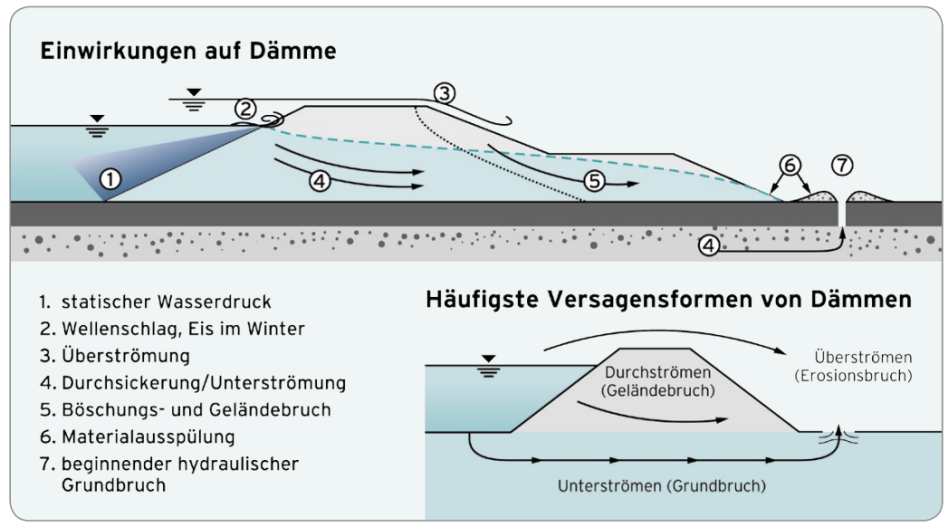 Einwirkungen auf Dämme
3
2
1
4
5
6
7
4
1. statischer Wasserdruck
2. Wellenschlag, Eis im Winter
3. Überströmung
4. Durchsickerung/Unterströmung
5. Böschungs- und Geländebruch
6. Materialausspülung
7. beginnender hydraulischer
Grundbruch
Häufigste Versagensformen von Dämmen
Überströmen
(Erosionsbruch)
Durchströmen
(Geländebruch)
Unterströmen (Grundbruch)